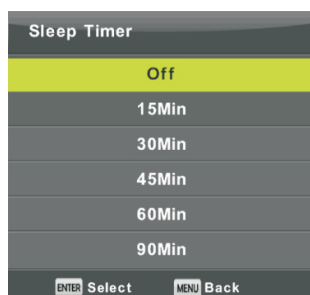 Sleep Timer
Off
15Min
30Min
45Min
60Min
90Min
ENTER Select MENU Back